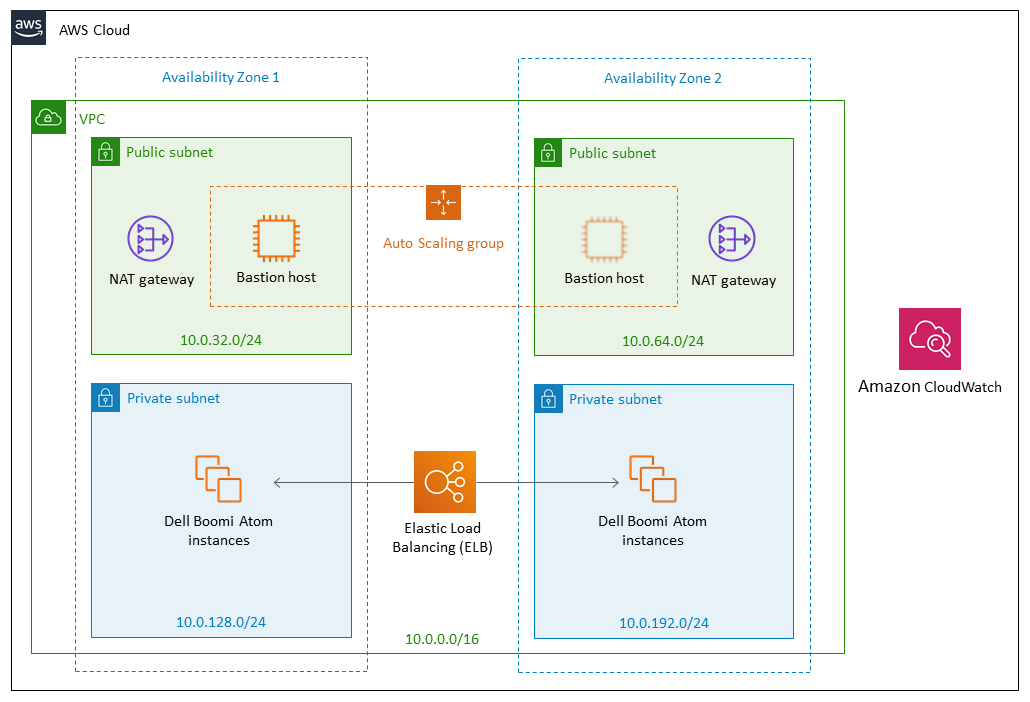 aws
AWS Cloud
Availability Zone 1
Availability Zone 2
VPC
Public subnet
Public subnet
Auto Scaling group
NAT gateway
Bastion host
Bastion host
NAT gateway
10.0.32.0/24
10.0.64.0/24
Amazon CloudWatch
Private subnet
Private subnet
Dell Boomi Atom
instances
Elastic Load
Balancing (ELB)
Dell Boomi Atom
instances
10.0.128.0/24
10.0.192.0/24
10.0.0.0/16